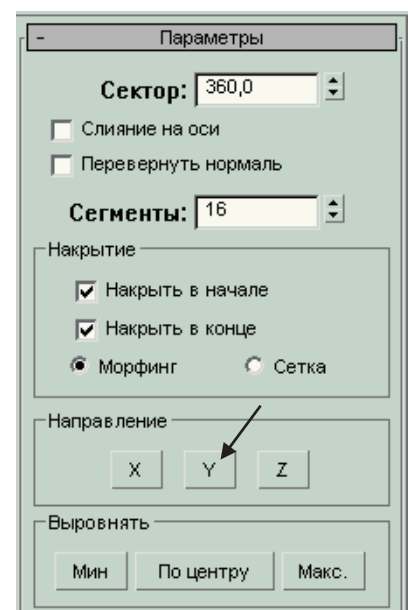 - Параметры
Сектор: 360,0
Слияние на оси
Перевернуть нормаль
Сегменты: 16
Накрытие
Накрыть в начале
Накрыть в конце
Морфинг Сетка
Направление
X Y Z
Выровнять
Мин По центру Макс.